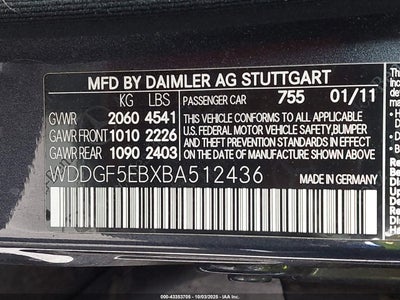 MFD BY DAIMLER AG STUTTGART
KG LBS PASSENGER CAR 755 01/11
GVWR 2060 4541 THIS VEHICLE CONFORMS TO ALL APPLICABLE
GAWR FRONT 1010 2226 U.S. FEDERAL MOTOR VEHICLE SAFETY, BUMPER
GAWR REAR 1090 2403 AND THEFT PREVENTION STANDARDS IN EFFECT ON THE DATE OF MANUFACTURE SHOWN ABOVE.
WDDGF5EBXBA512436 MADE IN GERMANY
000-43353705 - 10/03/2025 - IAA Inc.